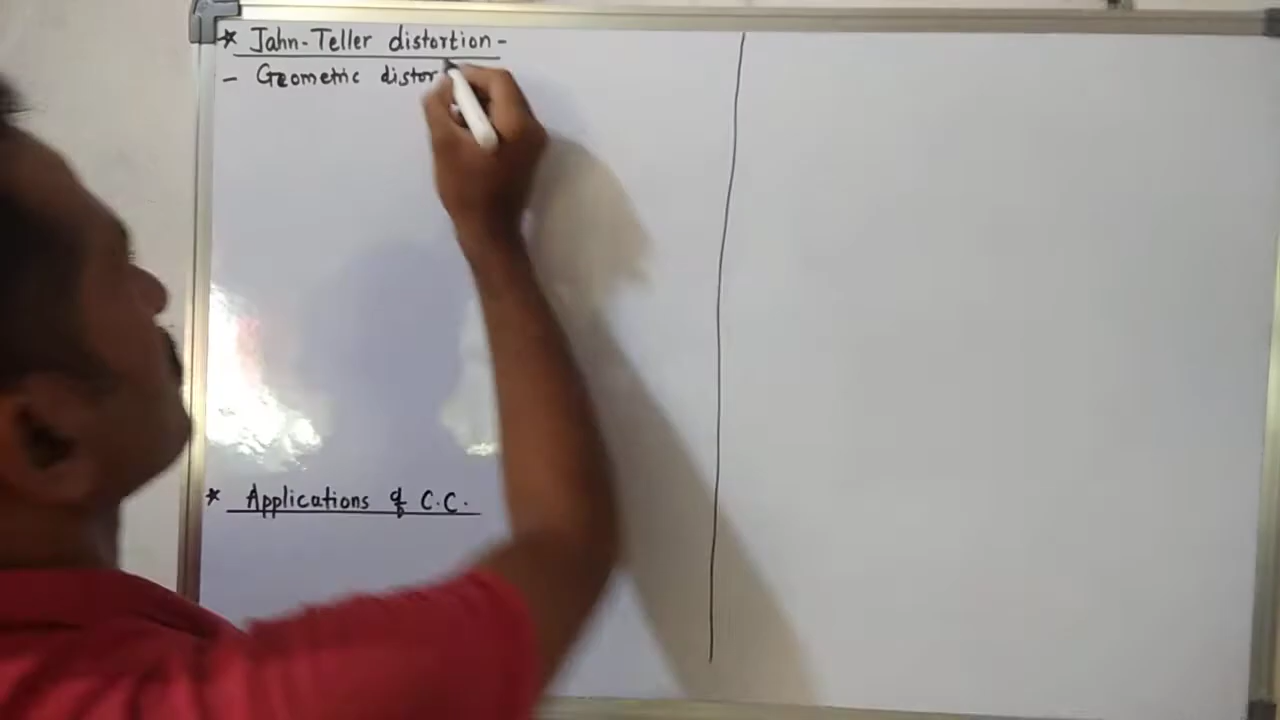 * Jahn-Teller distortion -
- Geometric distor
* Applications of C.C.